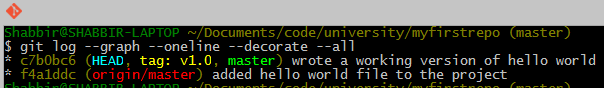 Shabbir@SHABBIR-LAPTOP ~/Documents/code/university/myfirstrepo (master)
$ git log --graph --oneline --decorate --all
* c7b0bc6 (HEAD, tag: v1.0, master) wrote a working version of hello world
* f4a1ddc (origin/master) added hello world file to the project
Shabbir@SHABBIR-LAPTOP ~/Documents/code/university/myfirstrepo (master)